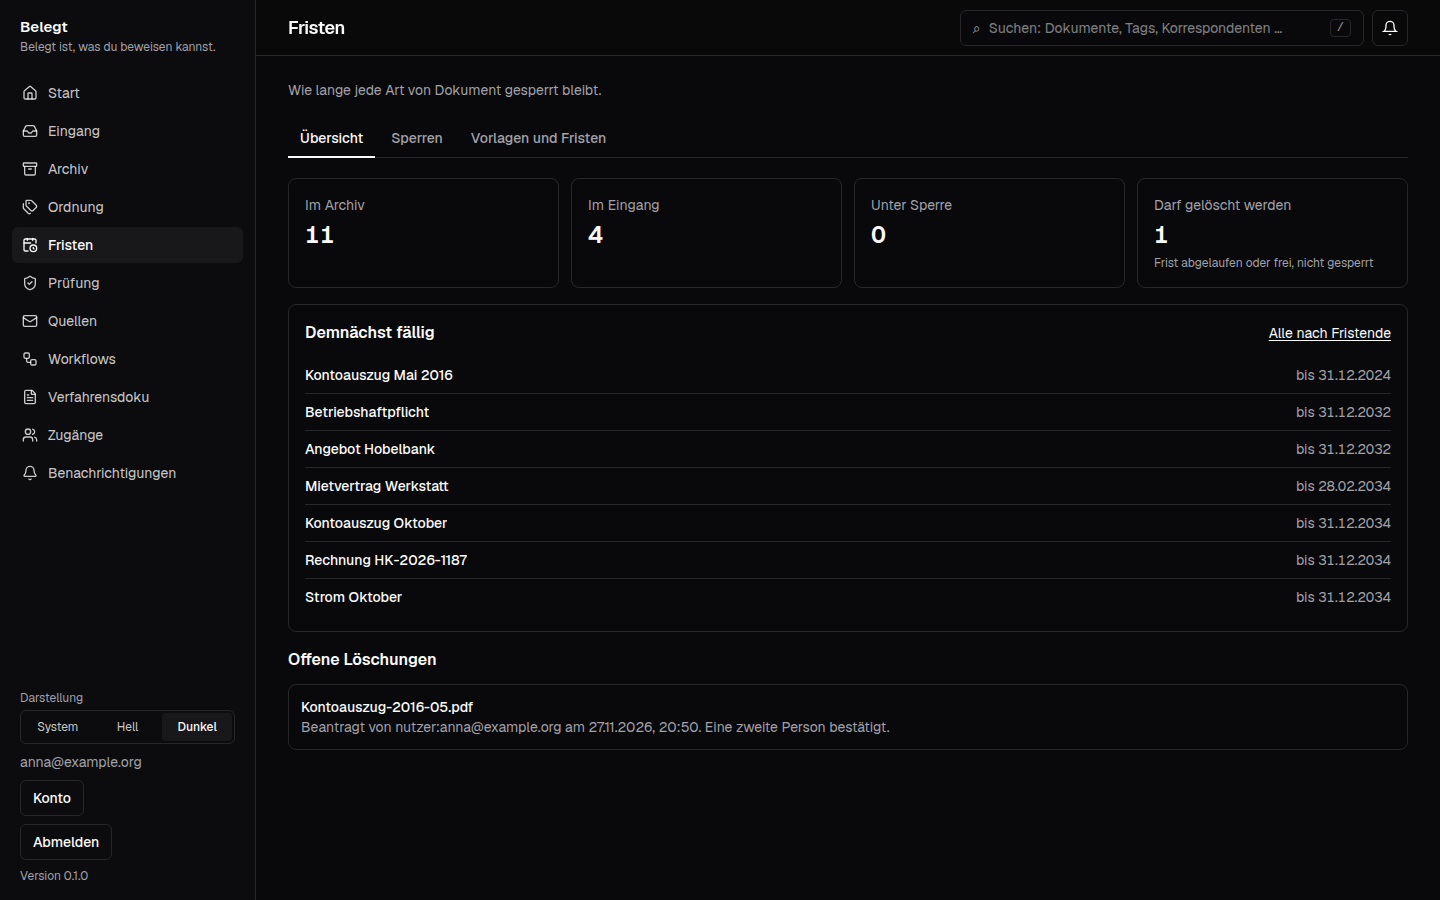 Belegt
Belegt ist, was du beweisen kannst.
Start
Eingang
Archiv
Ordnung
Fristen
Prüfung
Quellen
Workflows
Verfahrensdoku
Zugänge
Benachrichtigungen
Darstellung
System Hell Dunkel
anna@example.org
Konto
Abmelden
Version 0.1.0
Fristen
Suchen: Dokumente, Tags, Korrespondenten … /
Wie lange jede Art von Dokument gesperrt bleibt.
Übersicht Sperren Vorlagen und Fristen
Im Archiv
11
Im Eingang
4
Unter Sperre
0
Darf gelöscht werden
1
Frist abgelaufen oder frei, nicht gesperrt
Demnächst fällig Alle nach Fristende
Kontoauszug Mai 2016 bis 31.12.2024
Betriebshaftpflicht bis 31.12.2032
Angebot Hobelbank bis 31.12.2032
Mietvertrag Werkstatt bis 28.02.2034
Kontoauszug Oktober bis 31.12.2034
Rechnung HK-2026-1187 bis 31.12.2034
Strom Oktober bis 31.12.2034
Offene Löschungen
Kontoauszug-2016-05.pdf
Beantragt von nutzer:anna@example.org am 27.11.2026, 20:50. Eine zweite Person bestätigt.